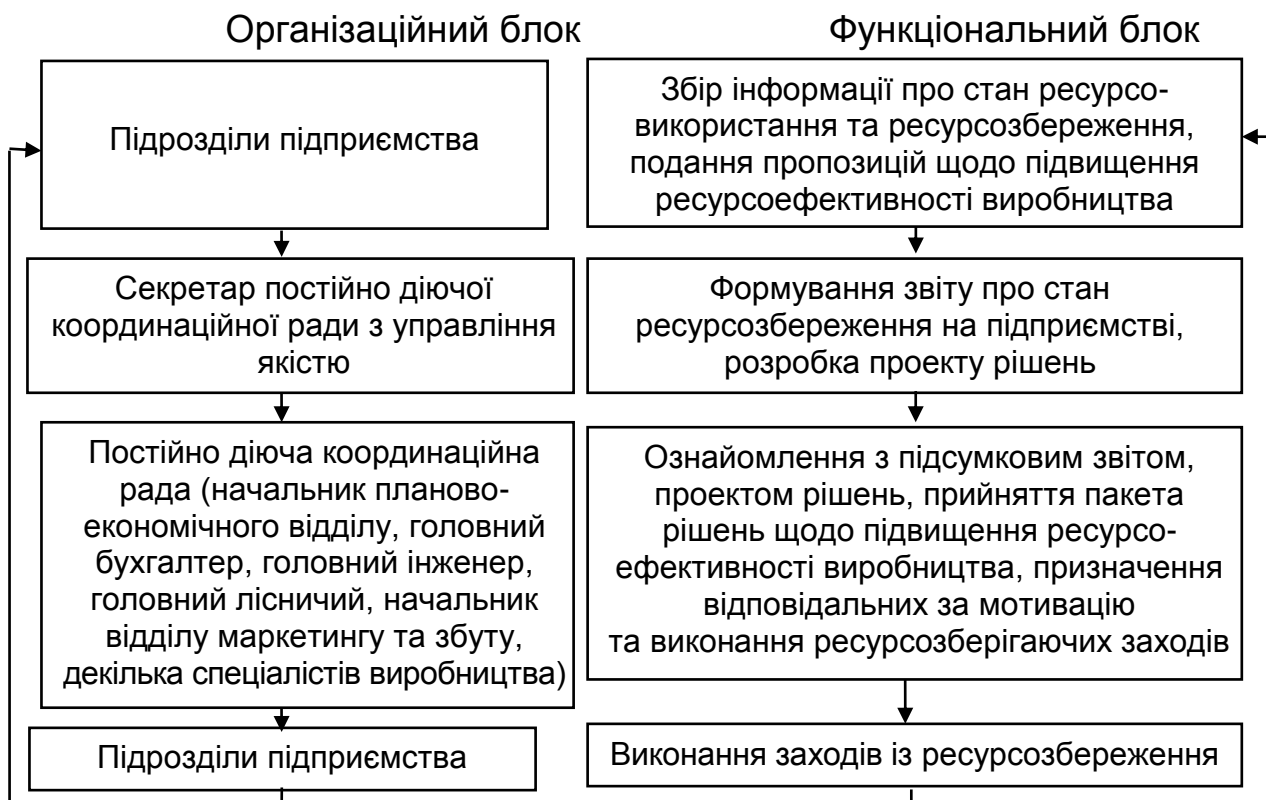 Організаційний блок
Функціональний блок
Підрозділи підприємства
Збір інформації про стан ресурсо-
використання та ресурсозбереження,
подання пропозицій щодо підвищення
ресурсоефективності виробництва
Секретар постійно діючої
координаційної ради з управління
якістю
Формування звіту про стан
ресурсозбереження на підприємстві,
розробка проекту рішень
Постійно діюча координаційна
рада (начальник планово-
економічного відділу, головний
бухгалтер, головний інженер,
головний лісничий, начальник
відділу маркетингу та збуту,
декілька спеціалістів виробництва)
Ознайомлення з підсумковим звітом,
проектом рішень, прийняття пакета
рішень щодо підвищення ресурсо-
ефективності виробництва, призначення
відповідальних за мотивацію
та виконання ресурсозберігаючих заходів
Підрозділи підприємства
Виконання заходів із ресурсозбереження